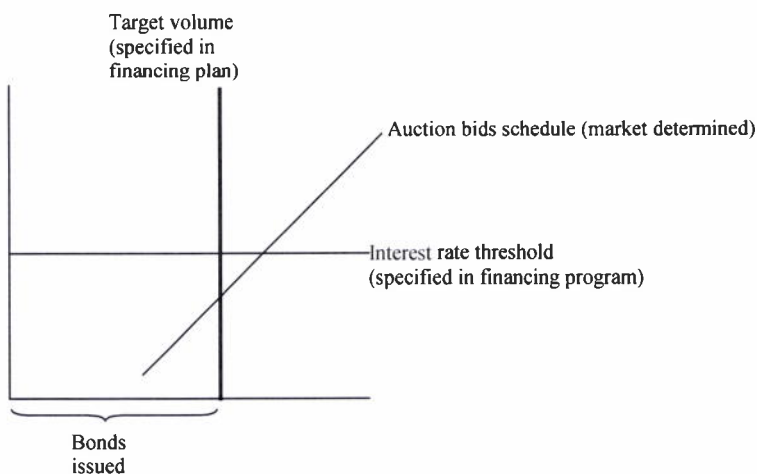 Target volume
(specified in
financing plan)
Auction bids schedule (market determined)
Interest rate threshold
(specified in financing program)
Bonds
issued